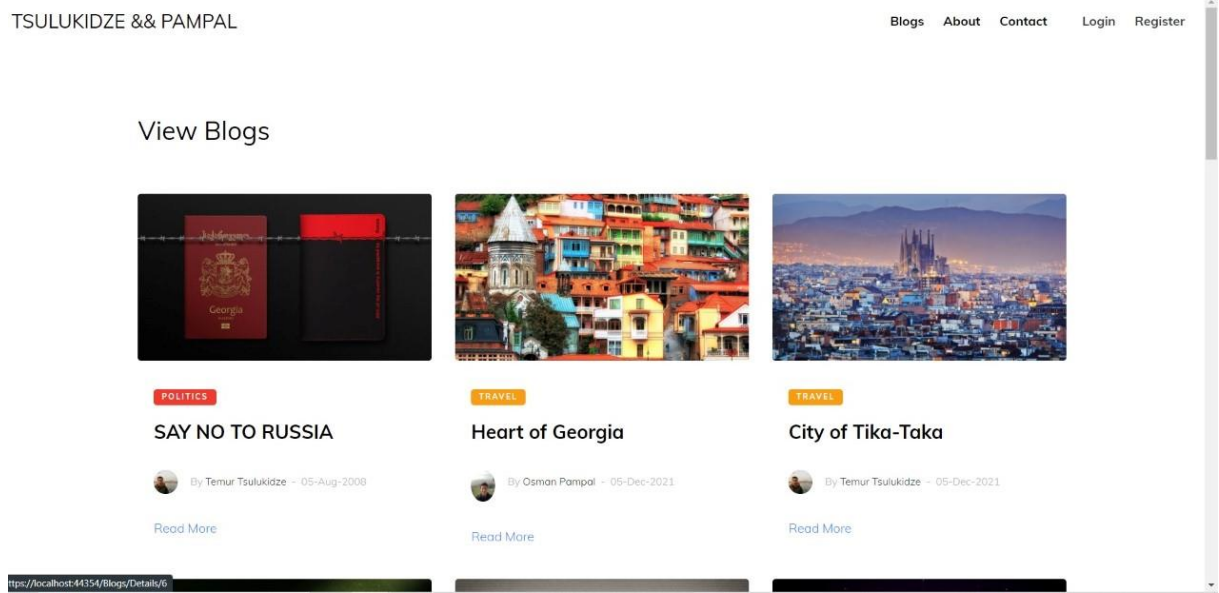 TSULUKIDZE && PAMPAL
Blogs About Contact Login Register
View Blogs
Georgia
POLITICS
SAY NO TO RUSSIA
By Temur Tsulukidze - 05-Aug-2008
Read More
TRAVEL
Heart of Georgia
By Osman Pampal - 05-Dec-2021
Read More
TRAVEL
City of Tika-Taka
By Temur Tsulukidze - 05-Dec-2021
Read More
ttps://localhost:44354/Blogs/Details/6